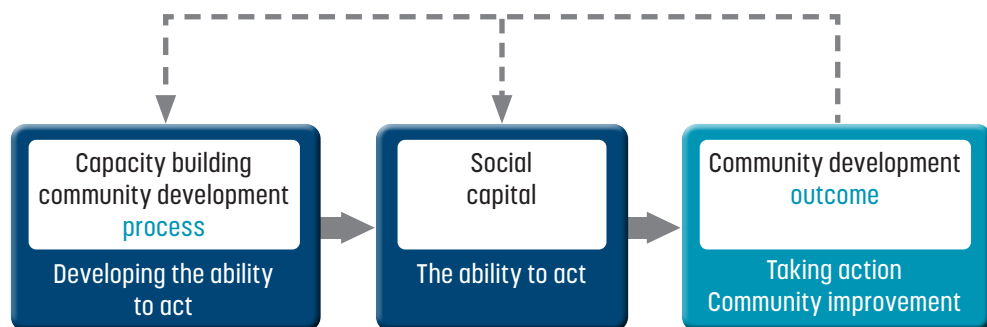 Capacity building
community development
process
Developing the ability
to act
Social
capital
The ability to act
Community development
outcome
Taking action
Community improvement